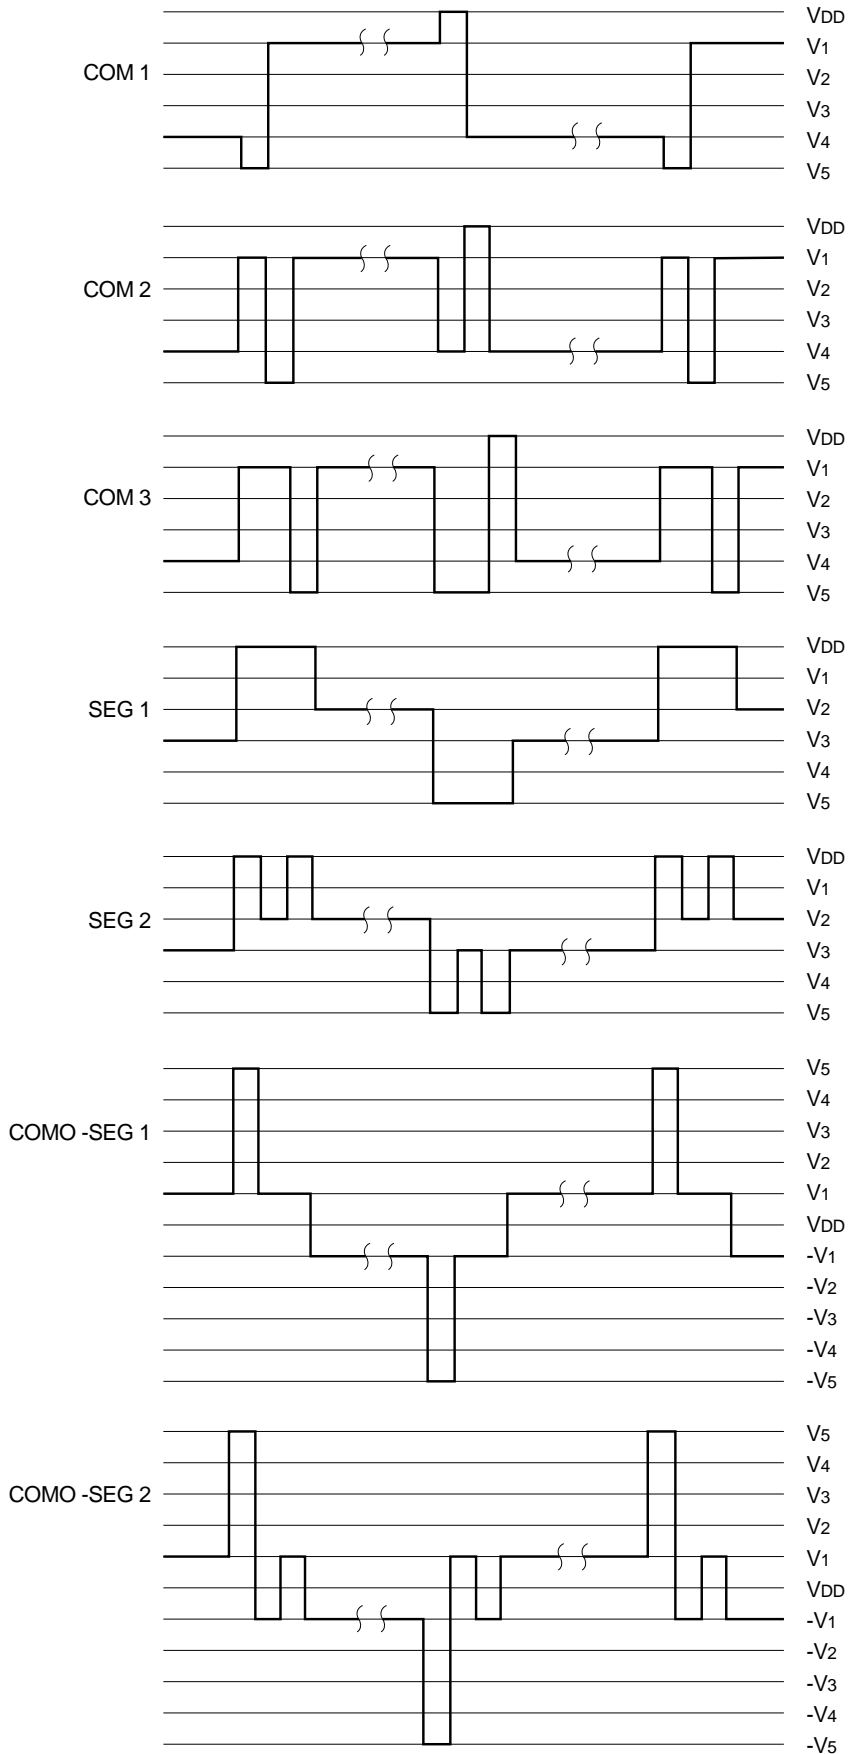 VDD
V1
COM 1
V2
V3
V4
V5
VDD
V1
COM 2
V2
V3
V4
V5
VDD
V1
COM 3
V2
V3
V4
V5
VDD
V1
SEG 1
V2
V3
V4
V5
VDD
V1
SEG 2
V2
V3
V4
V5
V5
V4
COMO -SEG 1
V3
V2
V1
VDD
-V1
-V2
-V3
-V4
-V5
V5
V4
COMO -SEG 2
V3
V2
V1
VDD
-V1
-V2
-V3
-V4
-V5